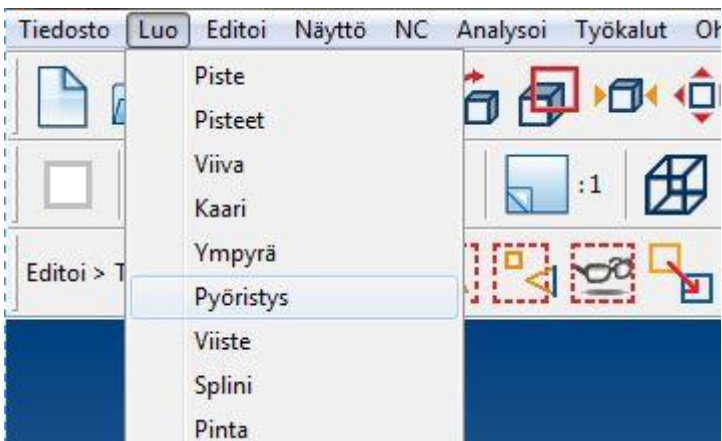 Tiedosto Luo Editoi Näyttö NC Analysoi Työkalut
Piste
Pisteet
Viiva
:1
Kaari
Ympyrä
Editoi >
Pyöristys
Viiste
Splini
Pinta